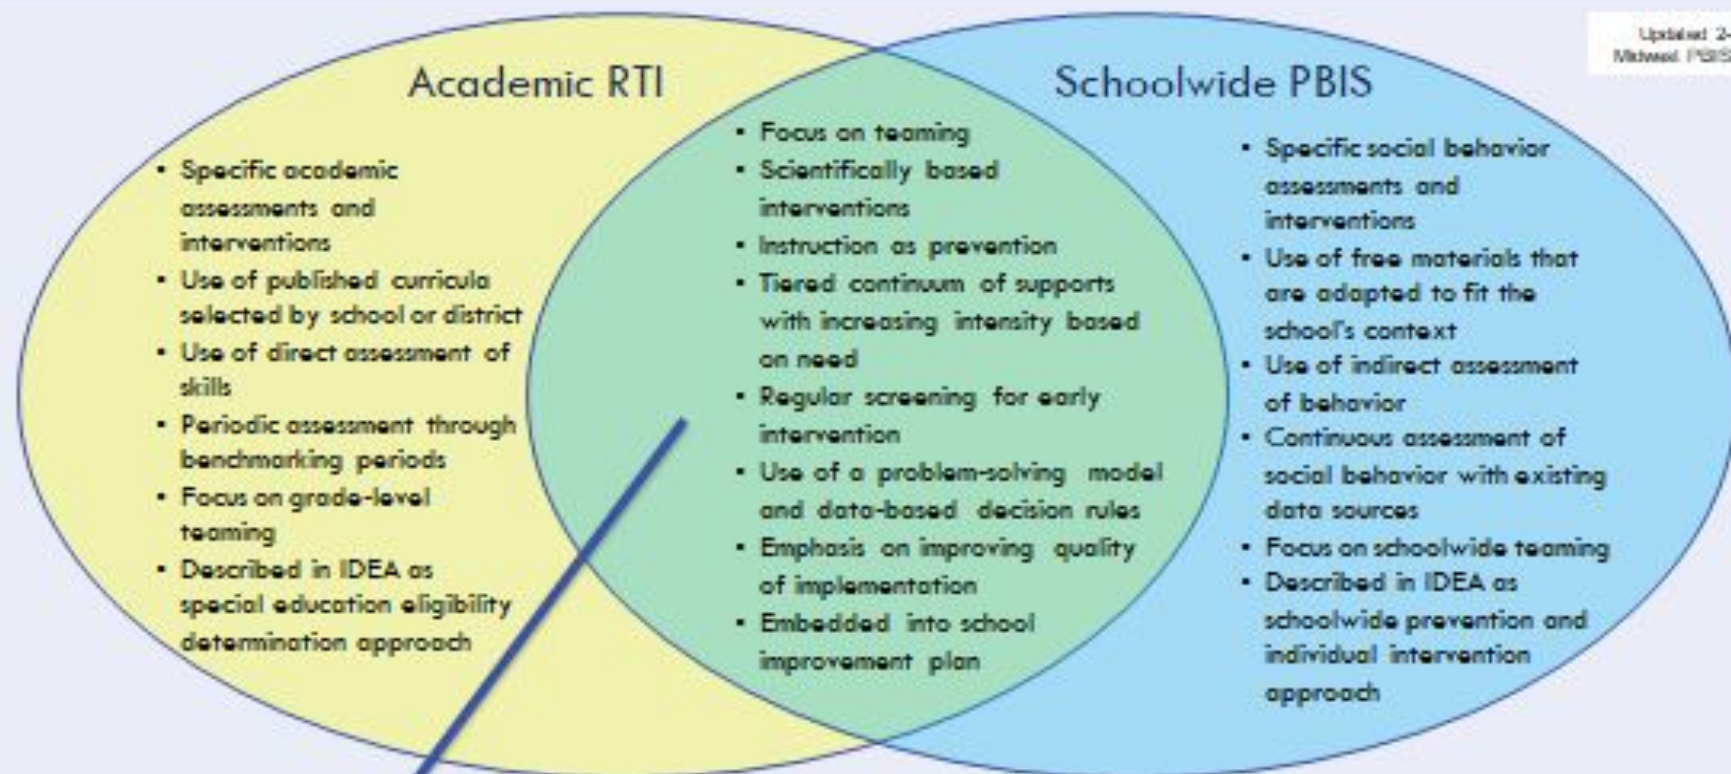 Updated 2-
Midwest PBIS
Academic RTI
• Specific academic
assessments and
interventions
• Use of published curricula
selected by school or district
• Use of direct assessment of
skills
• Periodic assessment through
benchmarking periods
• Focus on grade-level
teaming
• Described in IDEA as
special education eligibility
determination approach
• Focus on teaming
• Scientifically based
interventions
• Instruction as prevention
• Tiered continuum of supports
with increasing intensity based
on need
• Regular screening for early
intervention
• Use of a problem-solving model
and data-based decision rules
• Emphasis on improving quality
of implementation
• Embedded into school
improvement plan
Schoolwide PBIS
• Specific social behavior
assessments and
interventions
• Use of free materials that
are adapted to fit the
school's context
• Use of indirect assessment
of behavior
• Continuous assessment of
social behavior with existing
data sources
• Focus on schoolwide teaming
• Described in IDEA as
schoolwide prevention and
individual intervention
approach